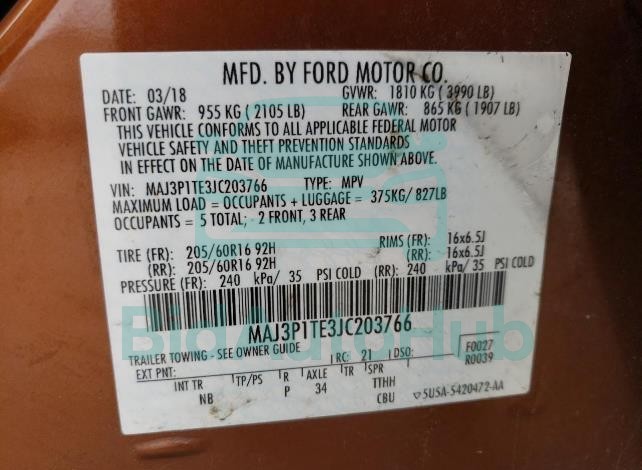 MFD. BY FORD MOTOR CO.
DATE: 03/18 GVWR: 1810 KG ( 3990 LB)
FRONT GAWR: 955 KG ( 2105 LB) REAR GAWR: 865 KG ( 1907 LB)
THIS VEHICLE CONFORMS TO ALL APPLICABLE FEDERAL MOTOR
VEHICLE SAFETY AND THEFT PREVENTION STANDARDS
IN EFFECT ON THE DATE OF MANUFACTURE SHOWN ABOVE.
VIN: MAJ3P1TE3JC203766 TYPE: MPV
MAXIMUM LOAD = OCCUPANTS + LUGGAGE = 375KG/ 827LB
OCCUPANTS = 5 TOTAL; 2 FRONT, 3 REAR
TIRE (FR): 205/60R16 92H RIMS (FR): 16x6.5J
(RR): 205/60R16 92H (RR): 16x6.5J
PRESSURE (FR): 240 kPa/ 35 PSI COLD (RR): 240 kPa/ 35 PSI COLD
MAJ3P1TE3JC203766
BidAutoHub
TRAILER TOWING - SEE OWNER GUIDE F0027
EXT PNT: RC: 21 DSO: R0039
INT TR TP/PS R AXLE TR SPR
NB P 34 TTHH
CBU ▽5U5A-5420472-AA